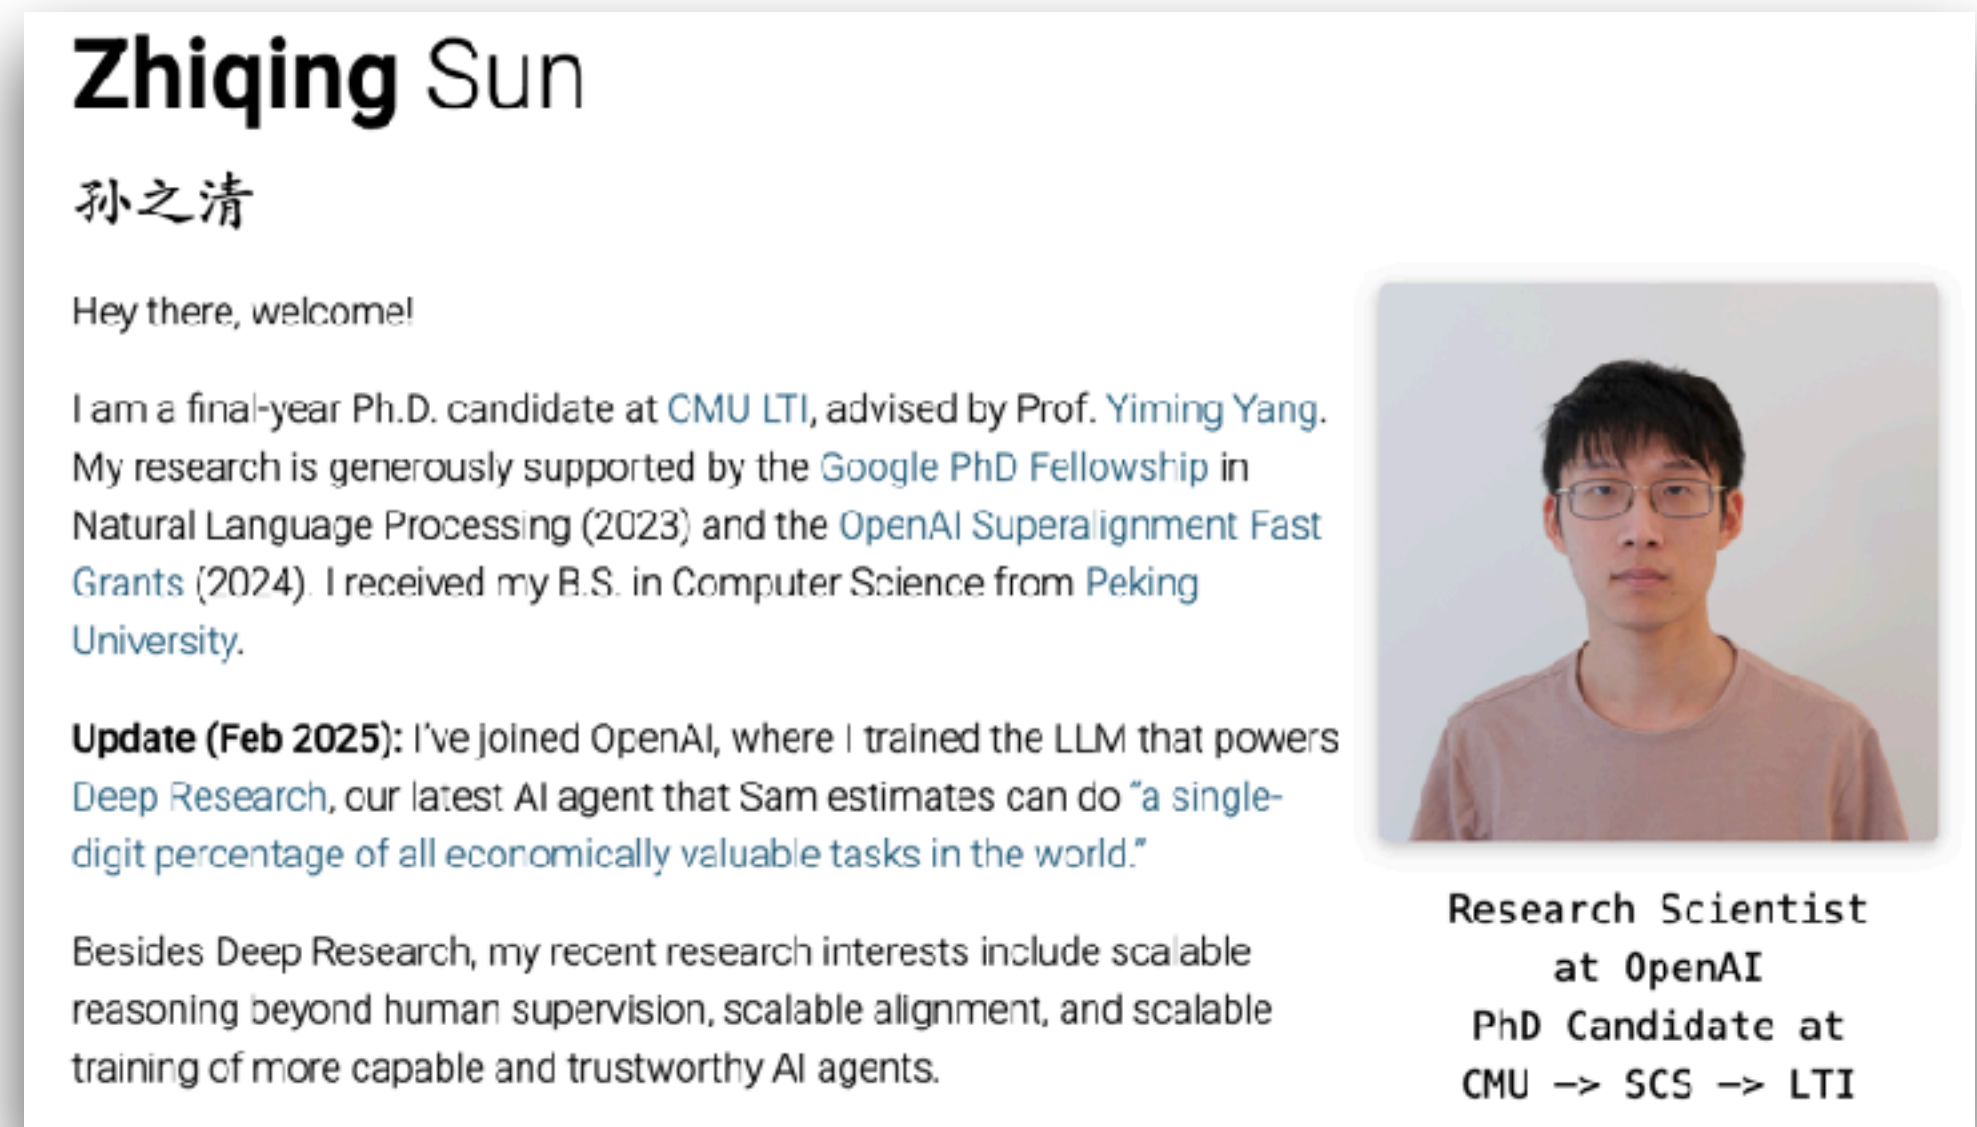 Zhiqing Sun
孙之清
Hey there, welcome!
I am a final-year Ph.D. candidate at CMU LTI, advised by Prof. Yiming Yang.
My research is generously supported by the Google PhD Fellowship in
Natural Language Processing (2023) and the OpenAI Superalignment Fast
Grants (2024). I received my B.S. in Computer Science from Peking
University.
Update (Feb 2025): I've joined OpenAI, where I trained the LLM that powers
Deep Research, our latest AI agent that Sam estimates can do “a single-
digit percentage of all economically valuable tasks in the world.”
Besides Deep Research, my recent research interests include scalable
reasoning beyond human supervision, scalable alignment, and scalable
training of more capable and trustworthy AI agents.
Research Scientist
at OpenAI
PhD Candidate at
CMU —> SCS —> LTI